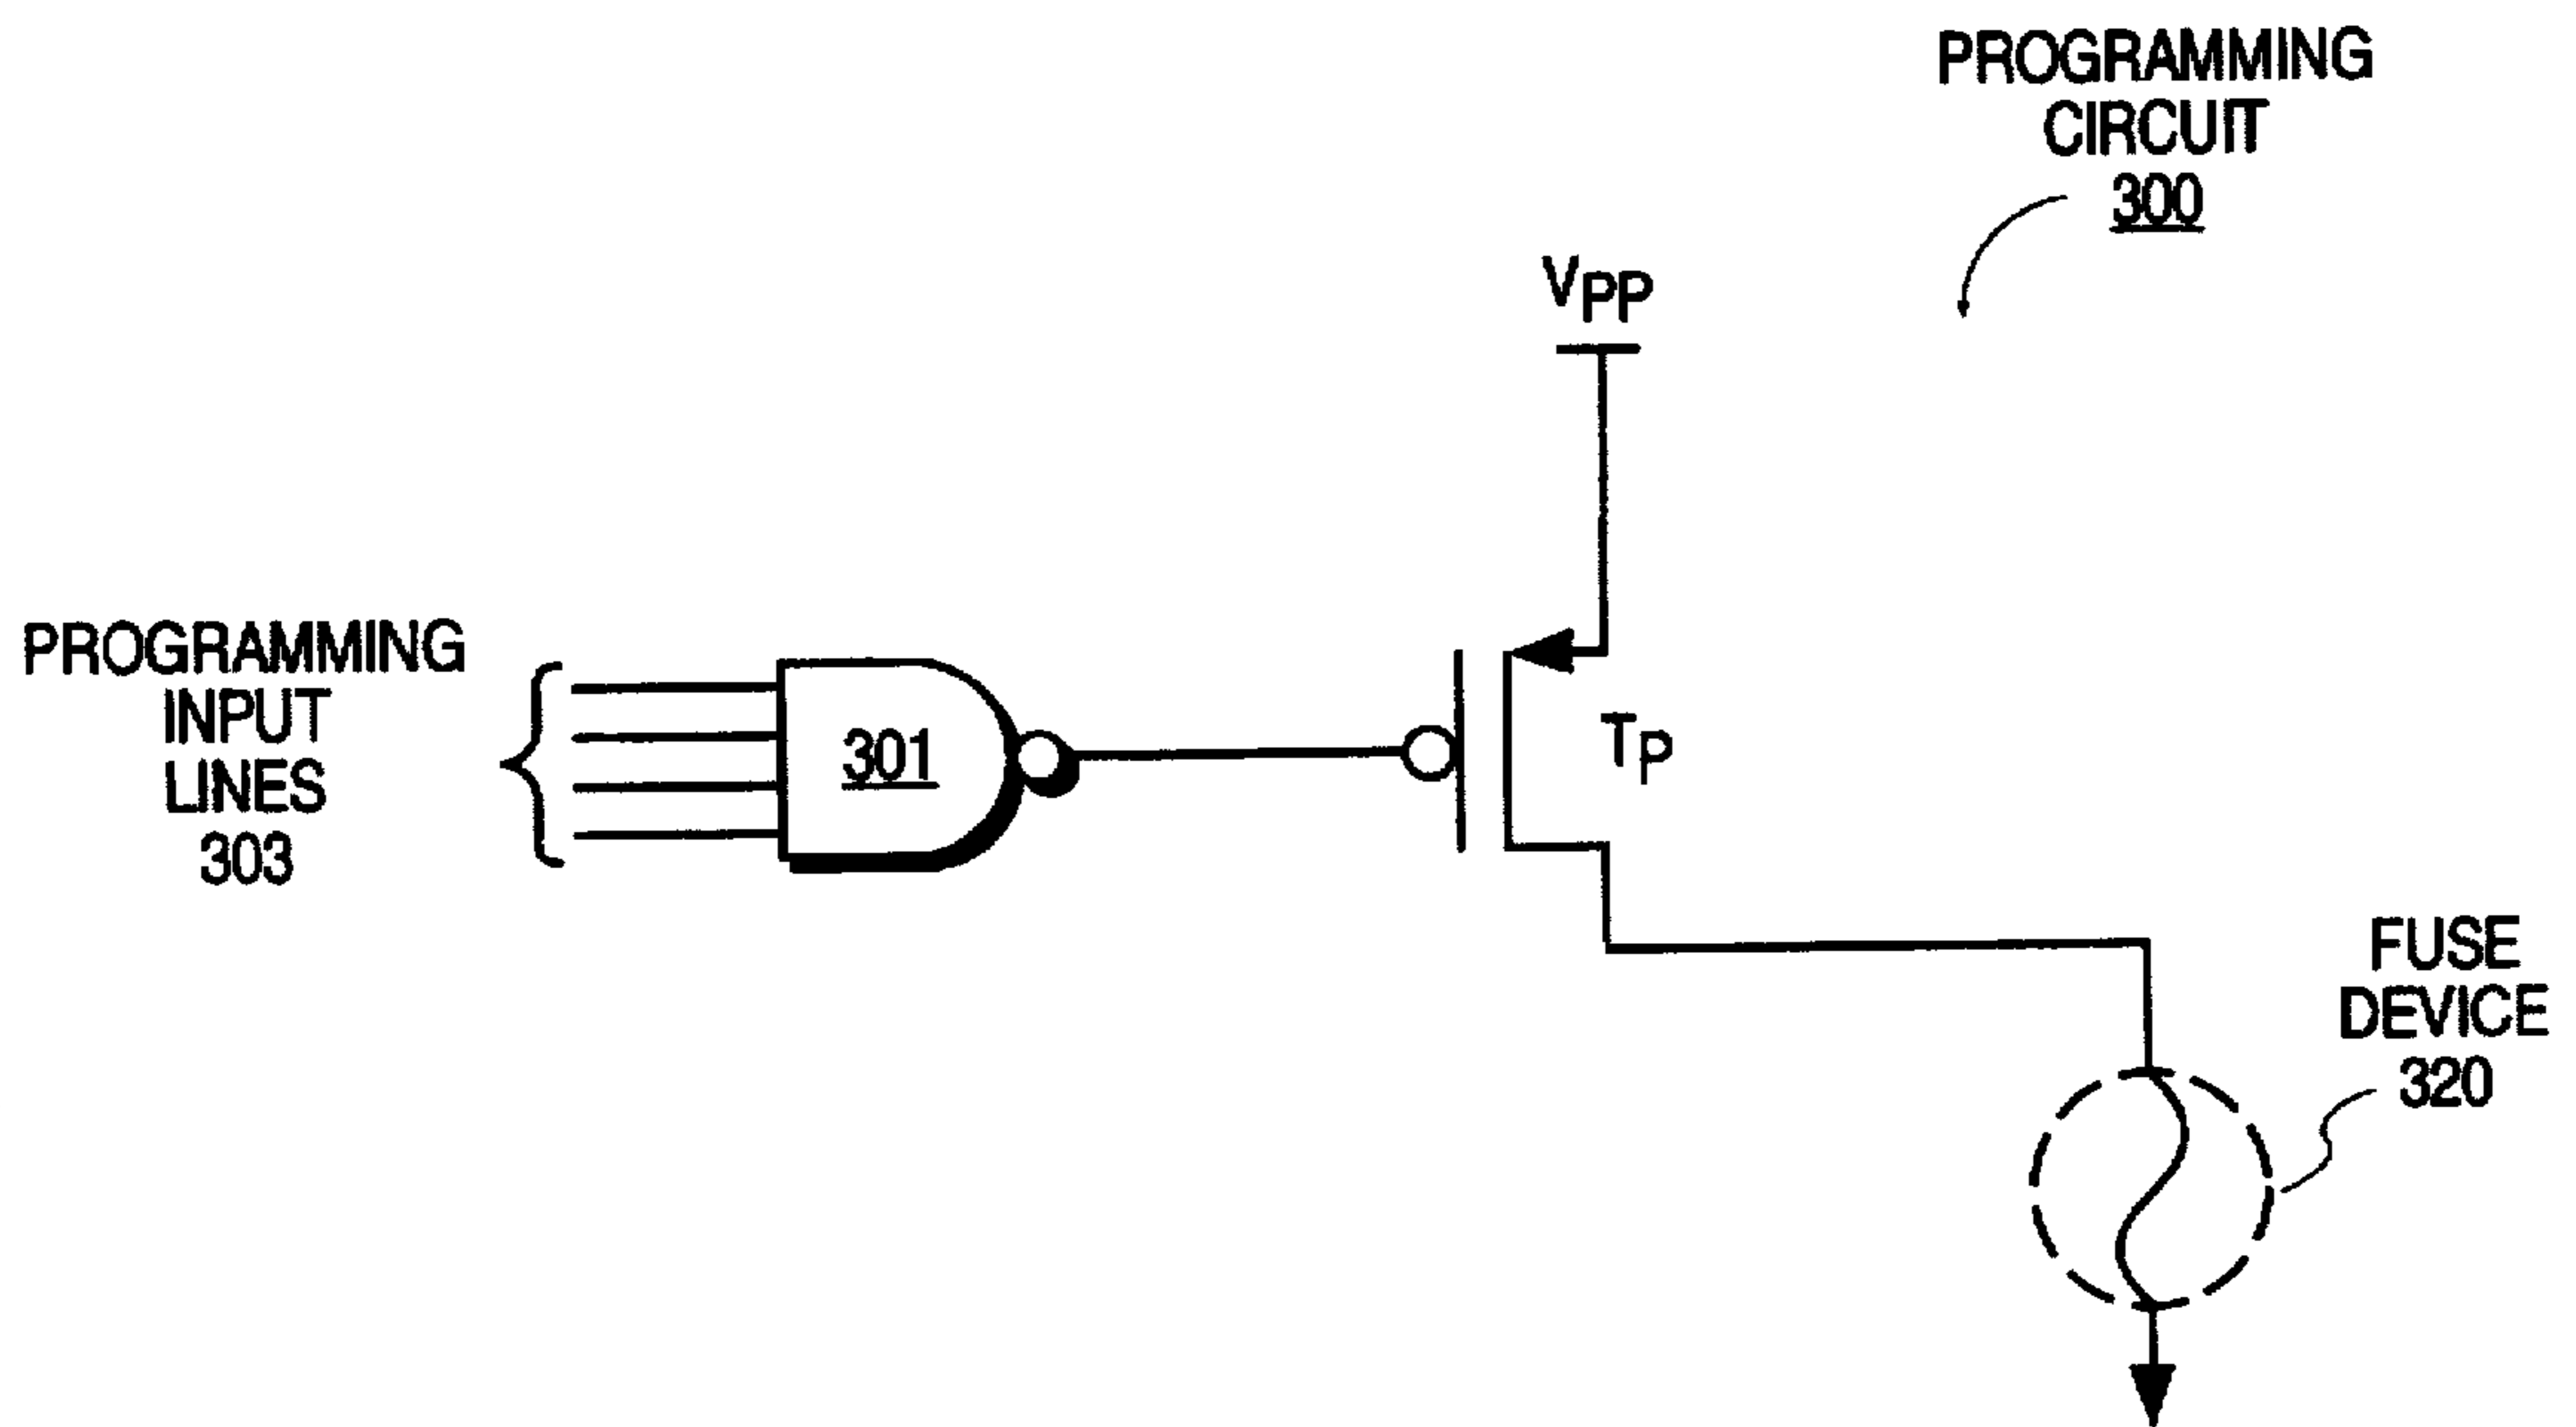 PROGRAMMING
CIRCUIT
300
VPP
PROGRAMMING
INPUT
LINES
303
301
TP
FUSE
DEVICE
320